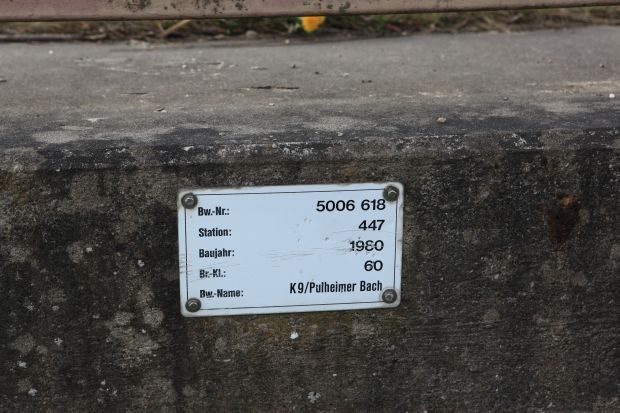 Bw.-Nr.: 5006 618
Station: 447
Baujahr: 1980
Br.-Kl.: 60
Bw.-Name: K9/Pulheimer Bach